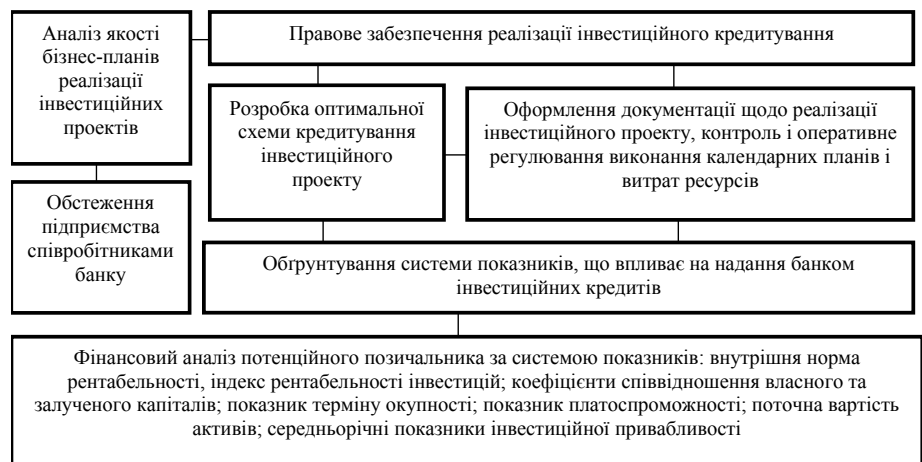 Аналіз якості
бізнес-планів
реалізації
інвестиційних
проектів
Правове забезпечення реалізації інвестиційного кредитування
Розробка оптимальної
схеми кредитування
інвестиційного
проекту
Оформлення документації щодо реалізації
інвестиційного проекту, контроль і оперативне
регулювання виконання календарних планів і
витрат ресурсів
Обстеження
підприємства
співробітниками
банку
Обґрунтування системи показників, що впливає на надання банком
інвестиційних кредитів
Фінансовий аналіз потенційного позичальника за системою показників: внутрішня норма
рентабельності, індекс рентабельності інвестицій; коефіцієнти співвідношення власного та
залученого капіталів; показник терміну окупності; показник платоспроможності; поточна вартість
активів; середньорічні показники інвестиційної привабливості